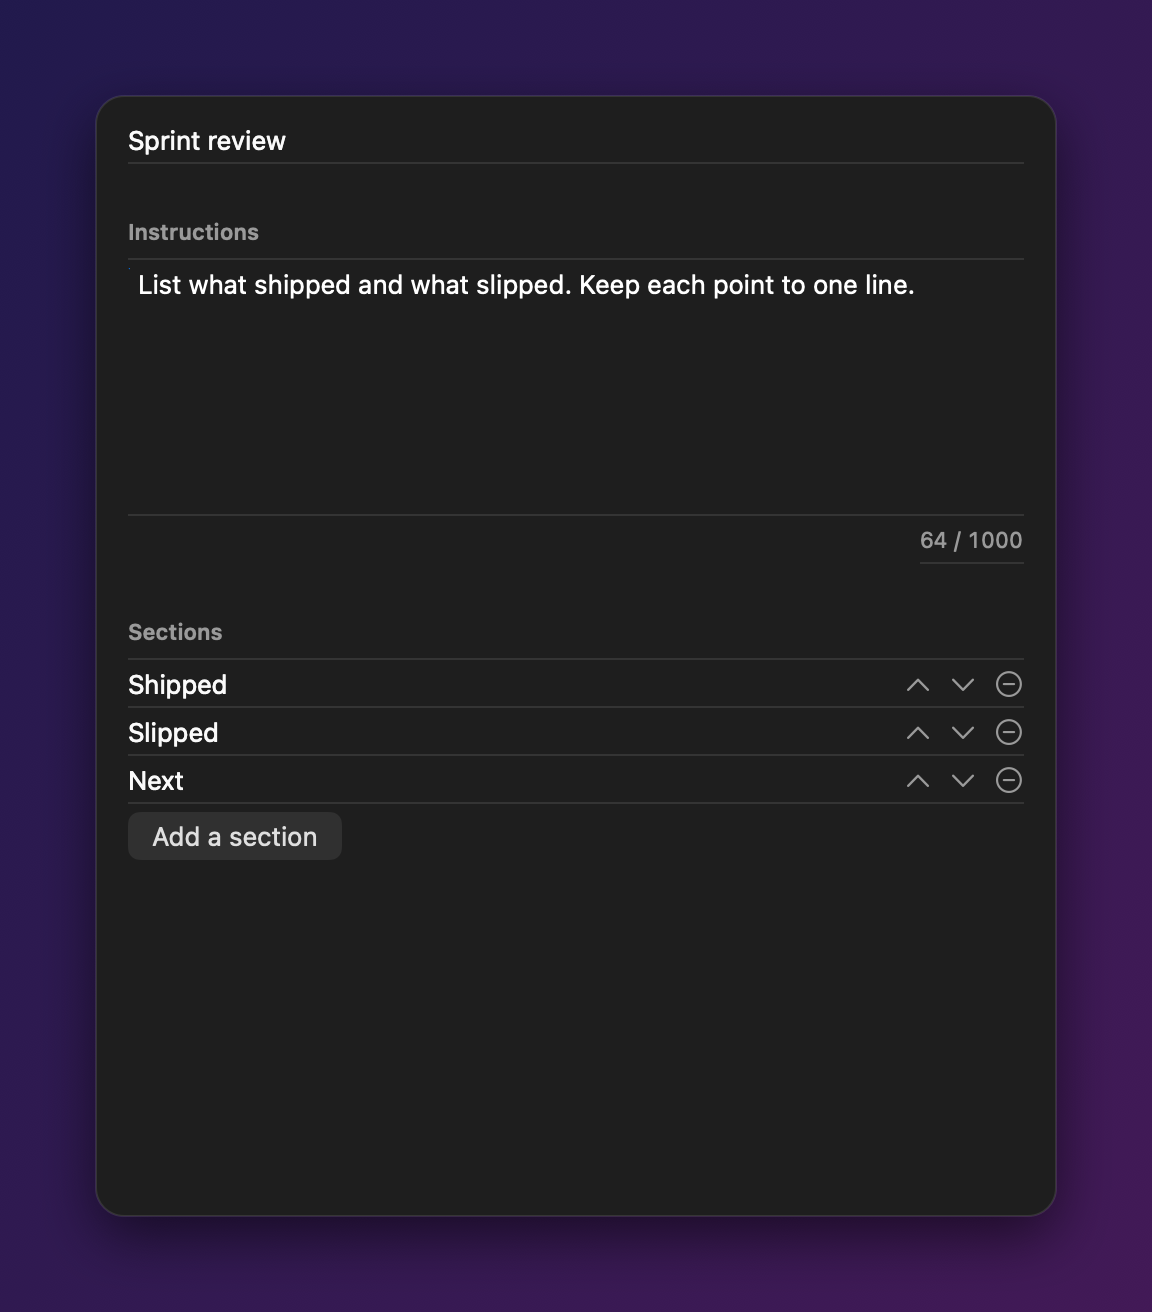 Sprint review
Instructions
List what shipped and what slipped. Keep each point to one line.
64 / 1000
Sections
Shipped
Slipped
Next
Add a section